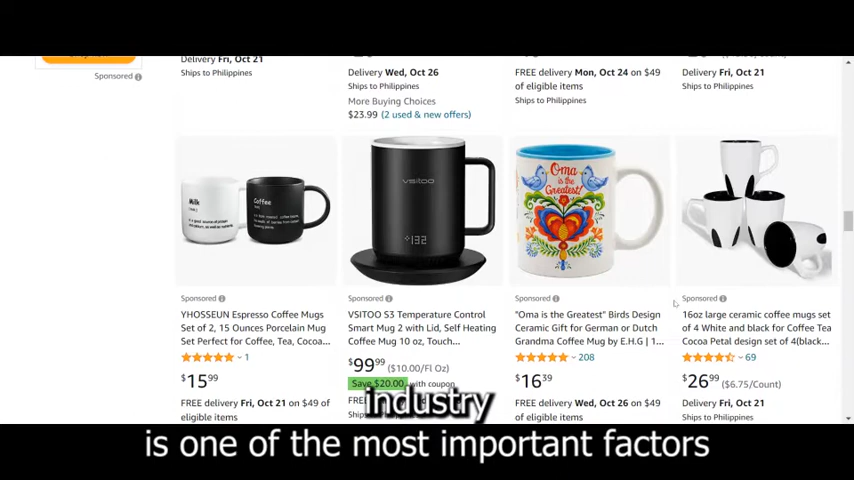 Sponsored
Delivery Fri, Oct 21
Ships to Philippines
Delivery Wed, Oct 26
Ships to Philippines
More Buying Choices
$23.99 (2 used & new offers)
FREE delivery Mon, Oct 24 on $49
of eligible items
Ships to Philippines
Delivery Fri, Oct 21
Ships to Philippines
Milk
Coffee
VSITOO
132
Oma
is the
Greatest!
Sponsored
YHOSSEUN Espresso Coffee Mugs
Set of 2, 15 Ounces Porcelain Mug
Set Perfect for Coffee, Tea, Cocoa...
1
$15.99
FREE delivery Fri, Oct 21 on $49 of
eligible items
Sponsored
VSITOO S3 Temperature Control
Smart Mug 2 with Lid, Self Heating
Coffee Mug 10 oz, Touch...
$99.99 ($10.00/Fl Oz)
Save $20.00 with coupon
Sponsored
"Oma is the Greatest" Birds Design
Ceramic Gift for German or Dutch
Grandma Coffee Mug by E.H.G | 1...
208
$16.39
FREE delivery Wed, Oct 26 on $49
of eligible items
Sponsored
16oz large ceramic coffee mugs set
of 4 White and black for Coffee Tea
Cocoa Petal design set of 4(black...
69
$26.99 ($6.75/Count)
Delivery Fri, Oct 21
Ships to Philippines
industry
is one of the most important factors